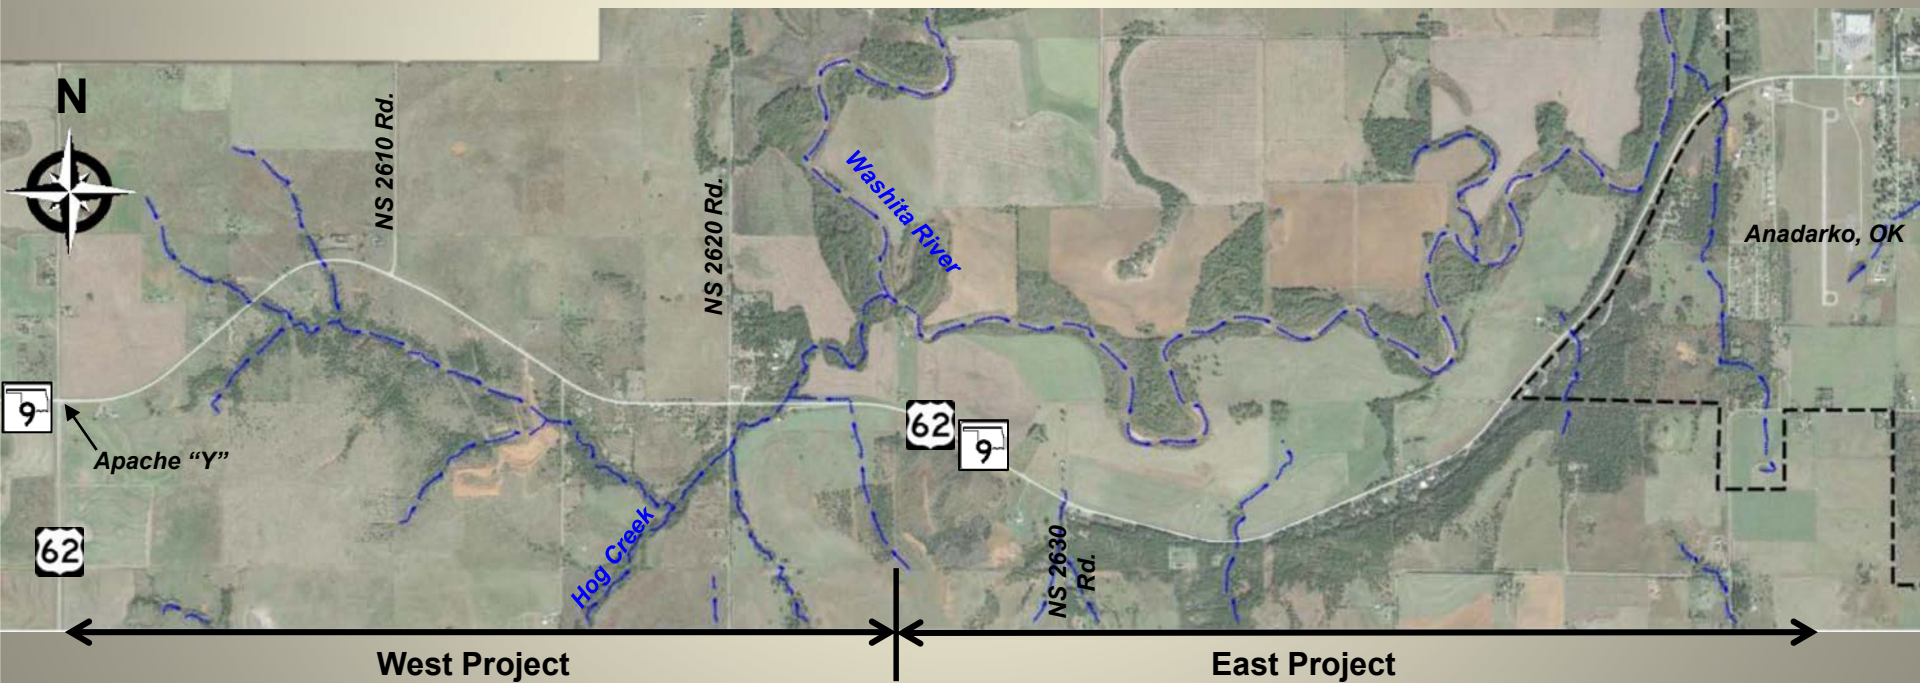 N
NS 2610 Rd.
NS 2620 Rd.
Washita River
Anadarko, OK
9
Apache “Y”
62
9
62
Hog Creek
NS 2630
Rd.
West Project
East Project